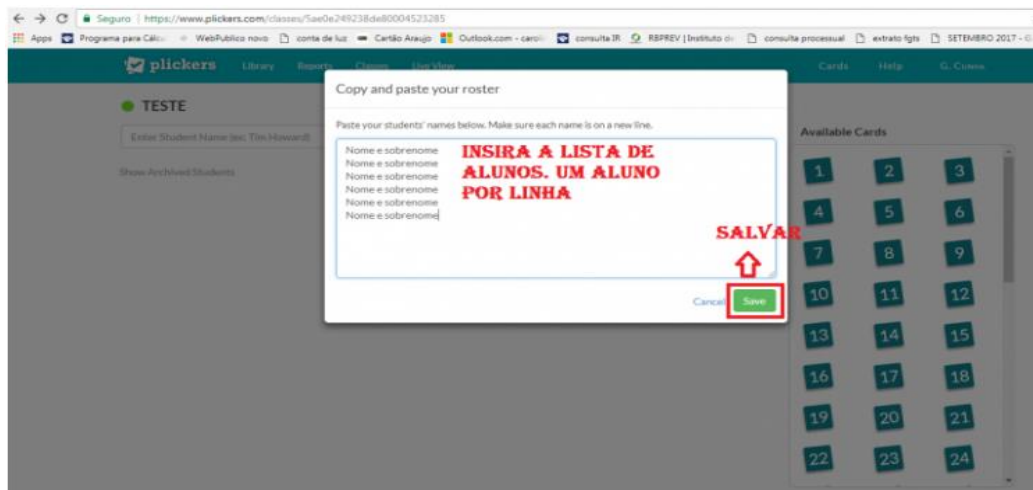 Seguro | https://www.plickers.com/classes/5ae0e249238de80004523285
Apps Programa para Cálc WebPublico novo conta de luz Cartão Araujo Outlook.com - caroli consulta IR RBPREV | Instituto d consulta processual extrato fgts SETEMBRO 2017 - G
plickers Library Reports Classes Live View Cards Help
TESTE
Copy and paste your roster
Enter Student Name (ex: Tim Howard)
Show Archived Students
Paste your students' names below. Make sure each name is on a new line.
Nome e sobrenome
Nome e sobrenome
Nome e sobrenome
Nome e sobrenome
Nome e sobrenome
Nome e sobrenome
INSIRA A LISTA DE
ALUNOS. UM ALUNO
POR LINHA
SALVAR
Cancel Save
Available Cards
1 2 3
4 5 6
7 8 9
10 11 12
13 14 15
16 17 18
19 20 21
22 23 24